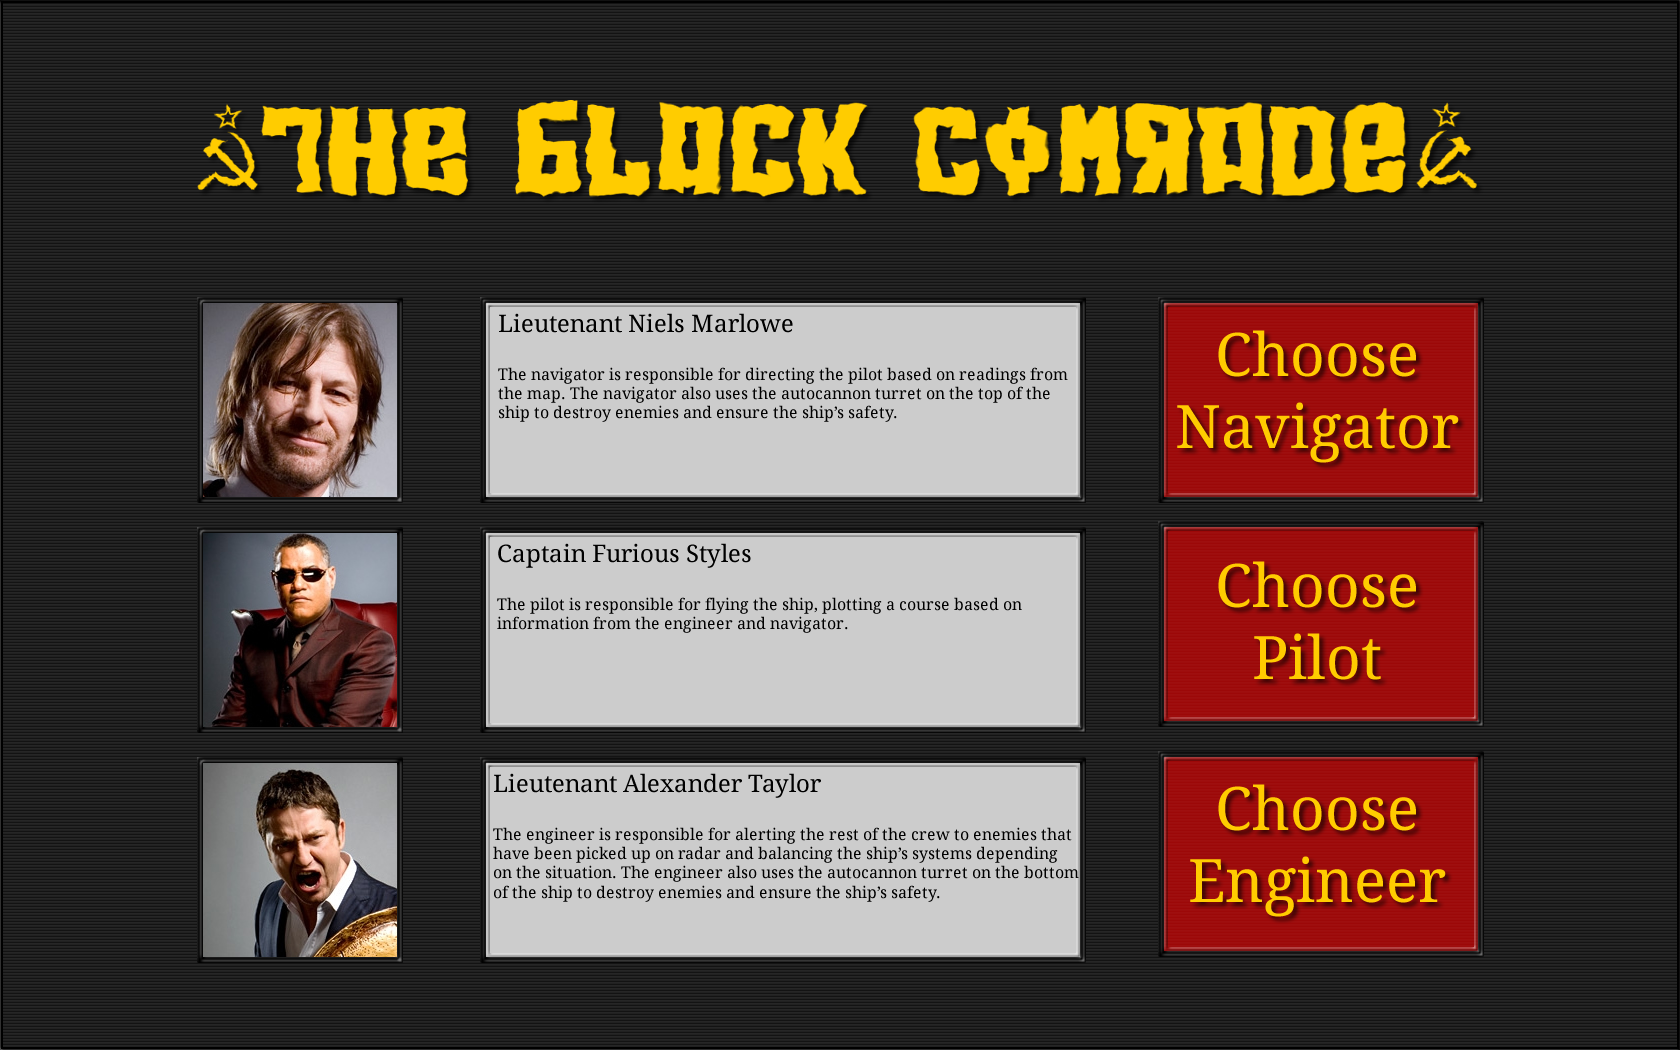 THE BLACK COMRADE
Lieutenant Niels Marlowe
The navigator is responsible for directing the pilot based on readings from
the map. The navigator also uses the autocannon turret on the top of the
ship to destroy enemies and ensure the ship’s safety.
Choose
Navigator
Captain Furious Styles
The pilot is responsible for flying the ship, plotting a course based on
information from the engineer and navigator.
Choose
Pilot
Lieutenant Alexander Taylor
The engineer is responsible for alerting the rest of the crew to enemies that
have been picked up on radar and balancing the ship’s systems depending
on the situation. The engineer also uses the autocannon turret on the bottom
of the ship to destroy enemies and ensure the ship’s safety.
Choose
Engineer